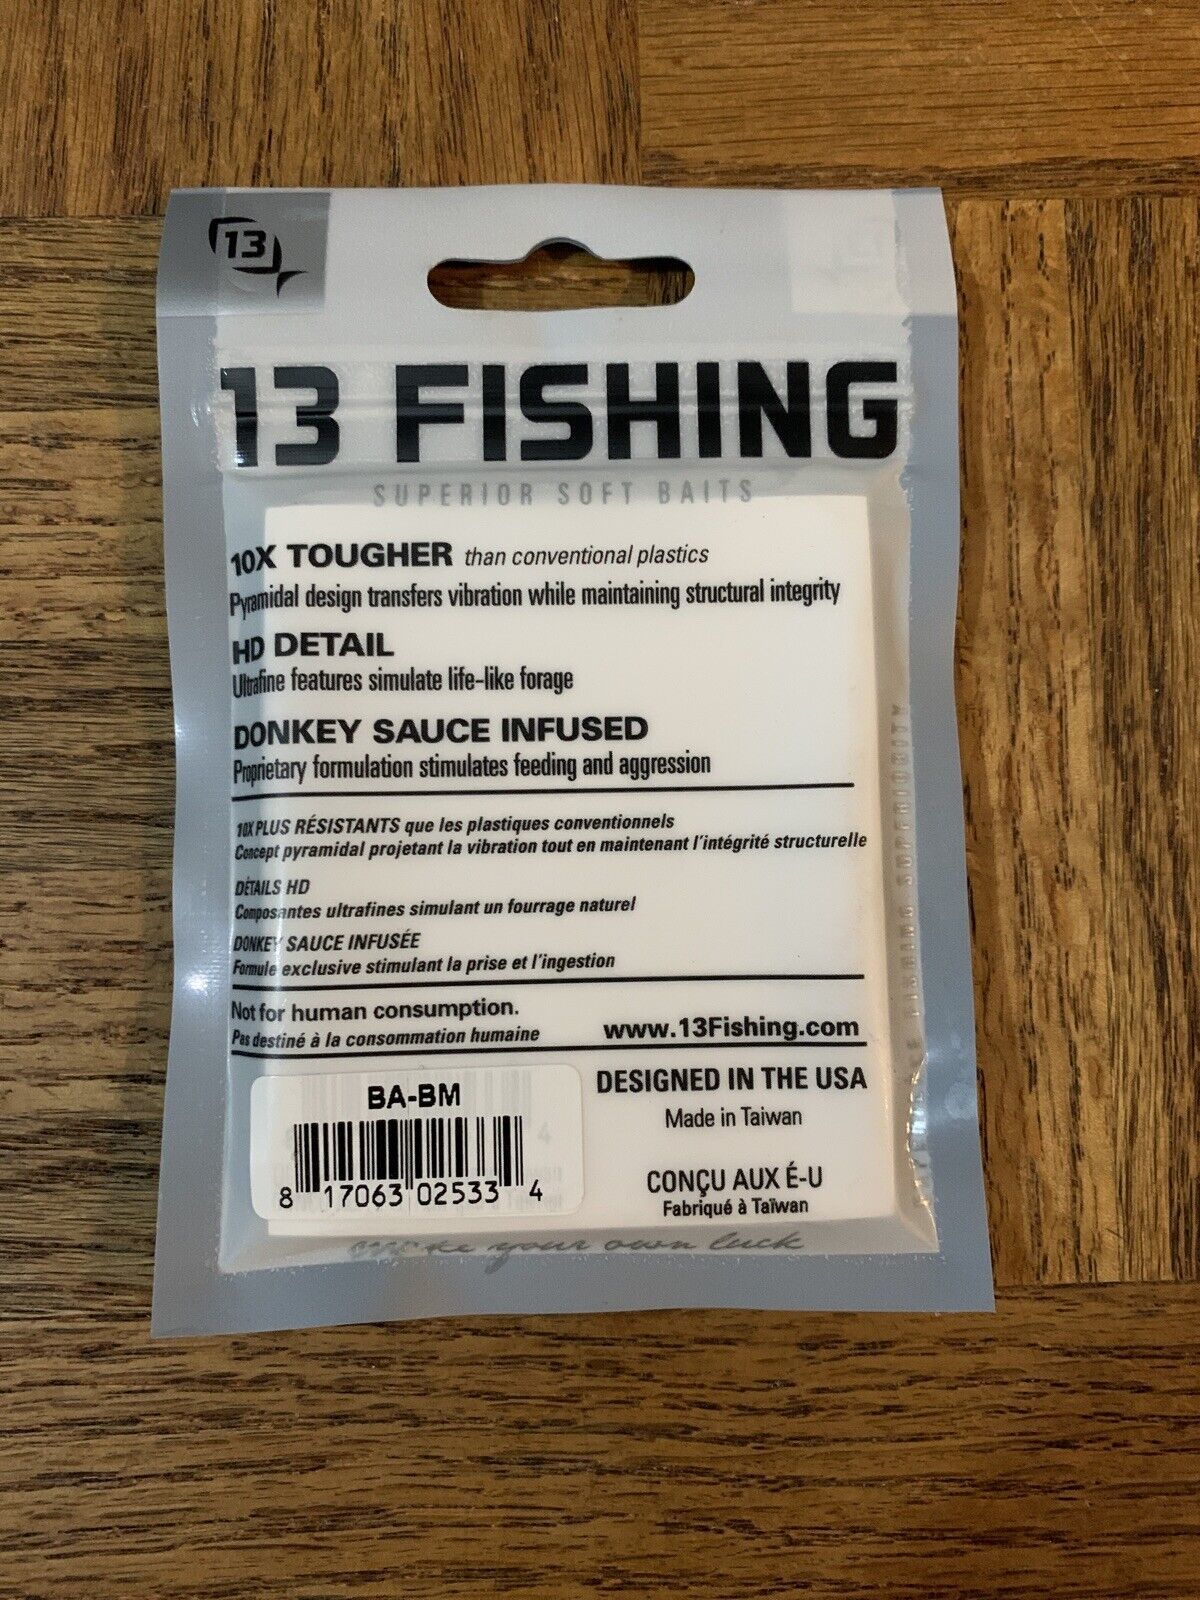 13
13 FISHING
SUPERIOR SOFT BAITS
10X TOUGHER than conventional plastics
Pyramidal design transfers vibration while maintaining structural integrity
HD DETAIL
Ultrafine features simulate life-like forage
DONKEY SAUCE INFUSED
Proprietary formulation stimulates feeding and aggression
10X PLUS RÉSISTANTS que les plastiques conventionnels
Concept pyramidal projetant la vibration tout en maintenant l'intégrité structurelle
DÉTAILS HD
Composantes ultrafines simulant un fourrage naturel
DONKEY SAUCE INFUSÉE
Formule exclusive stimulant la prise et l'ingestion
Not for human consumption.
Pas destiné à la consommation humaine
www.13Fishing.com
BA-BM
8 17063 02533 4
DESIGNED IN THE USA
Made in Taiwan
CONÇU AUX É-U
Fabriqué à Taïwan
your own luck
FISHING SUPERIORITY